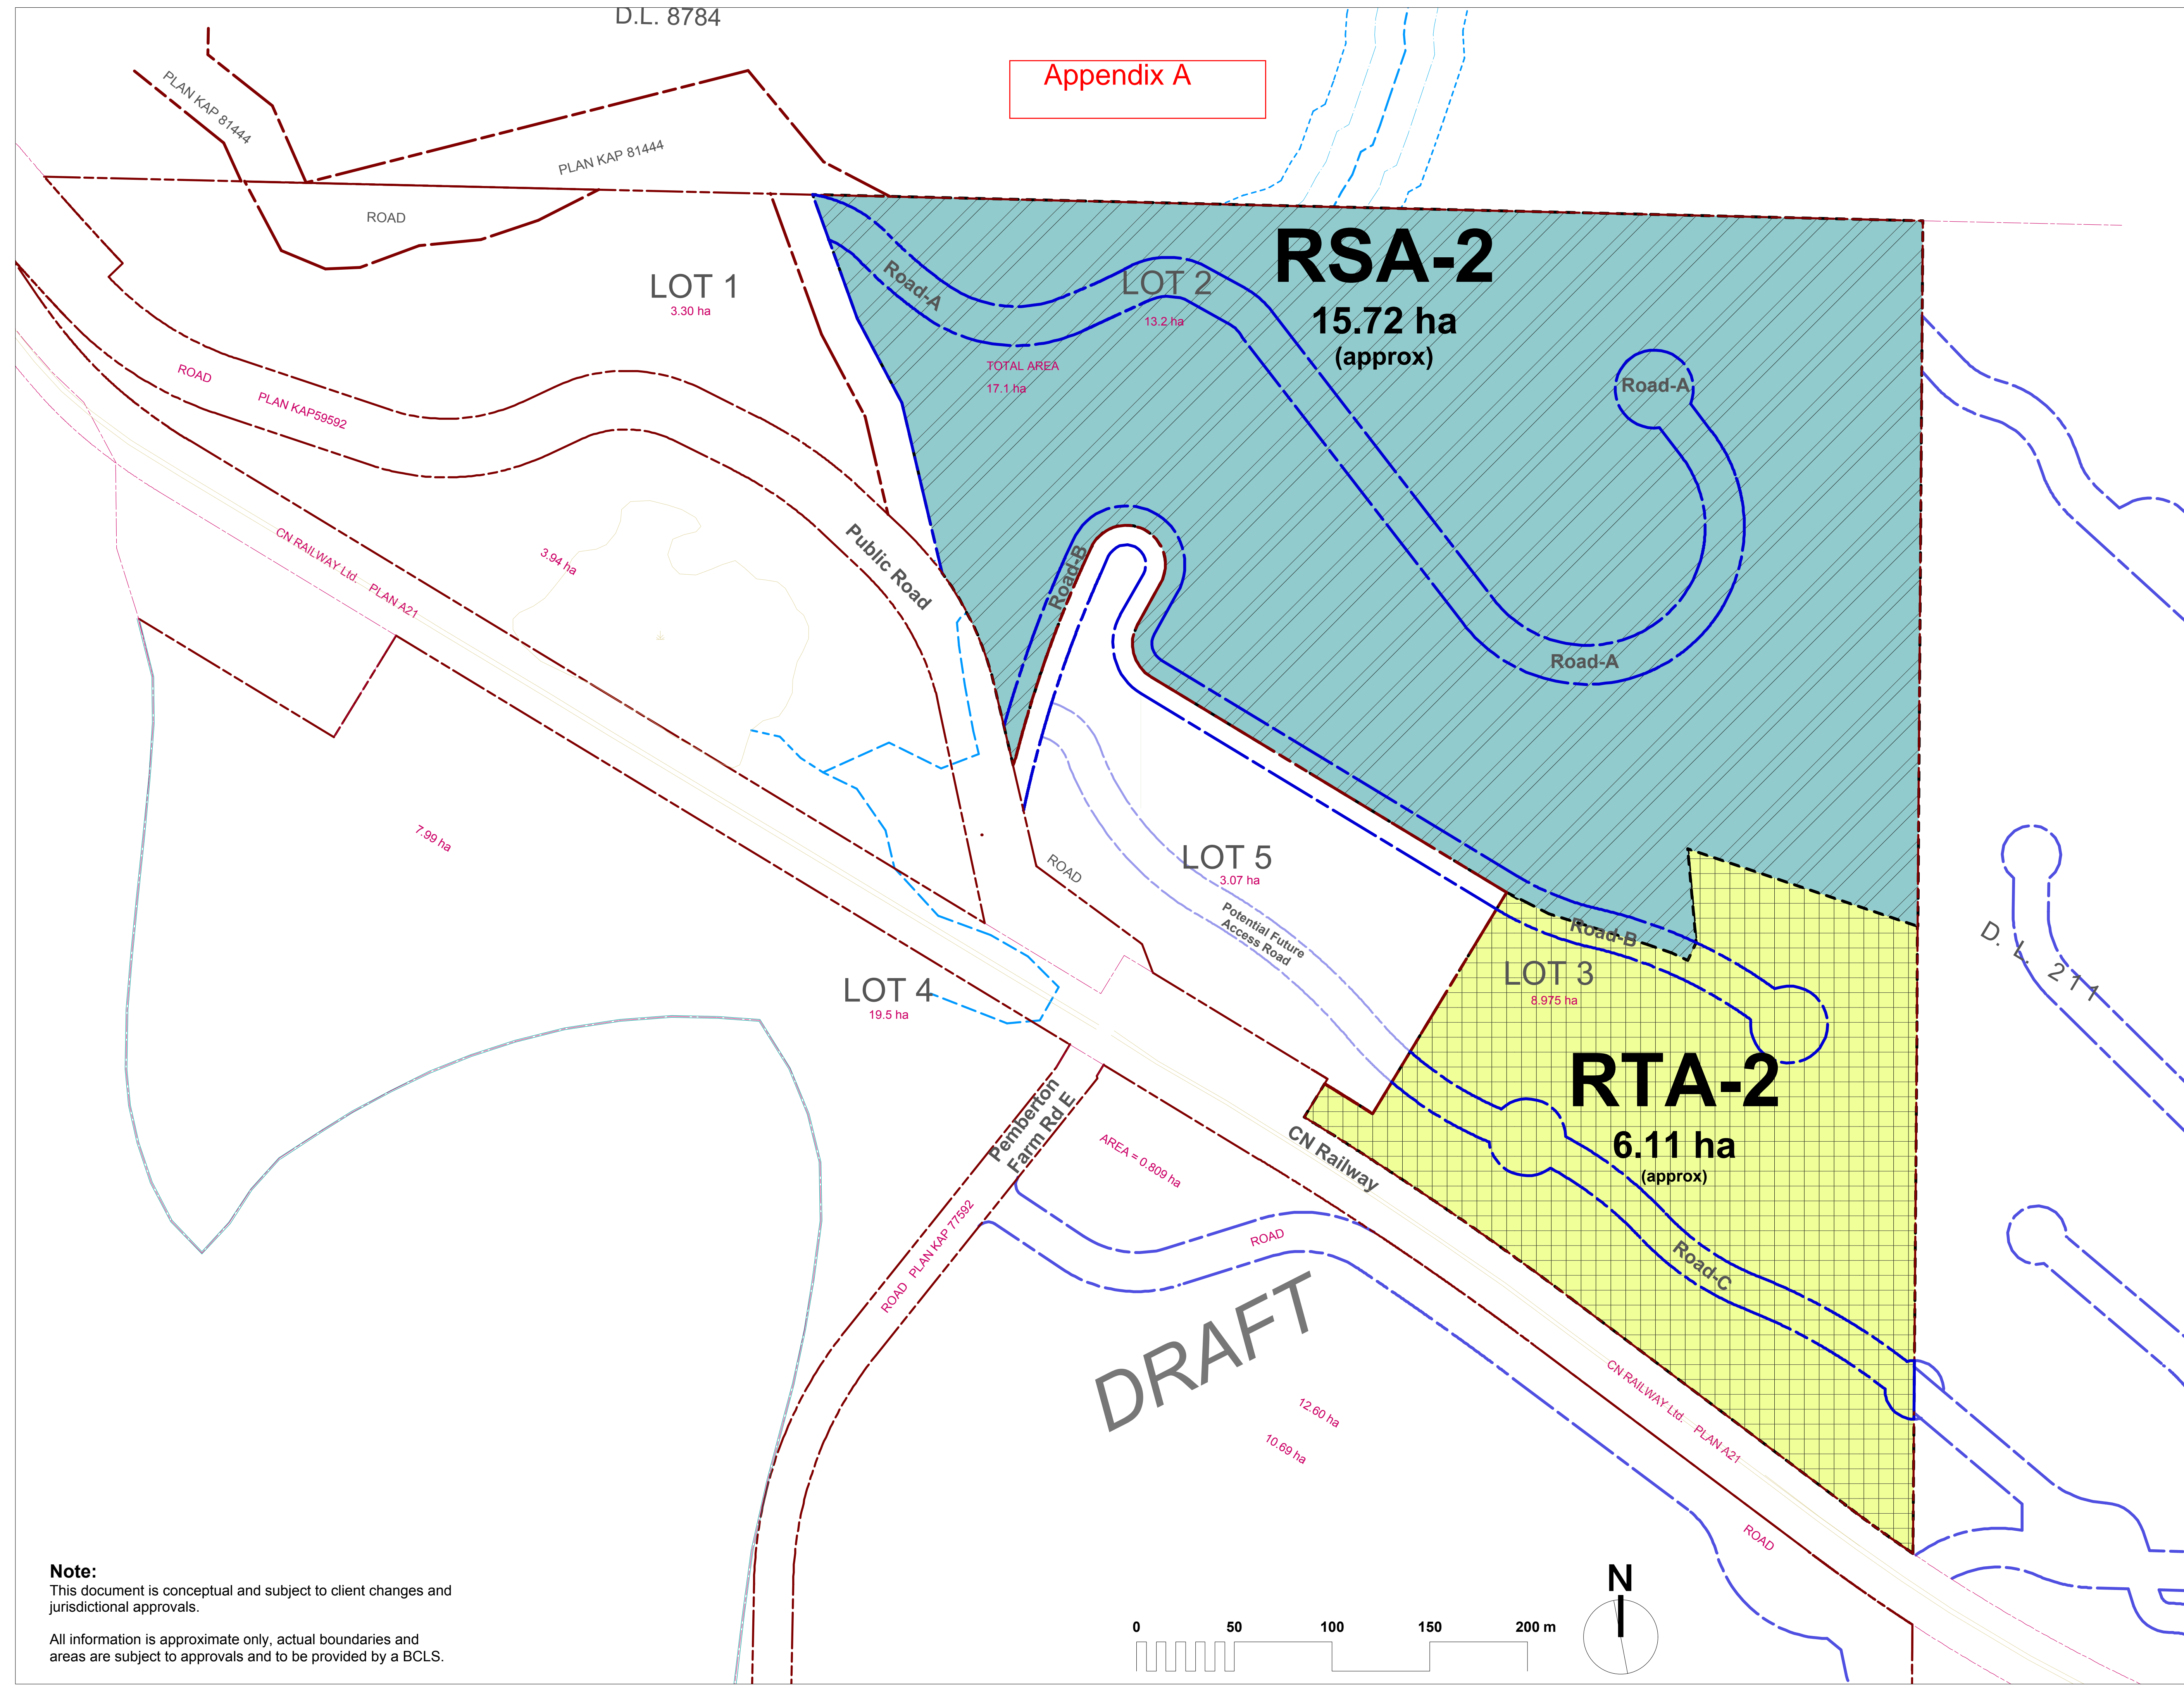 D.L. 8784
Appendix A
PLAN KAP 81444
PLAN KAP 81444
ROAD
LOT 1
3.30 ha
Road-A
LOT 2
13.2 ha
TOTAL AREA
17.1 ha
RSA-2
15.72 ha
(approx)
Road-A
ROAD
PLAN KAP59592
CN RAILWAY Ltd. PLAN A21
3.94 ha
Public Road
Road-B
Road-A
7.99 ha
ROAD
LOT 5
3.07 ha
Potential Future
Access Road
Road-B
LOT 3
8.975 ha
D. L. 211
LOT 4
19.5 ha
RTA-2
6.11 ha
(approx)
Pemberton
Farm Rd E
AREA = 0.809 ha
CN Railway
ROAD PLAN KAP 77592
ROAD
Road-C
DRAFT
12.60 ha
10.69 ha
CN RAILWAY Ltd. PLAN A21
ROAD
Note:
This document is conceptual and subject to client changes and
jurisdictional approvals.
All information is approximate only, actual boundaries and
areas are subject to approvals and to be provided by a BCLS.
0 50 100 150 200 m
N